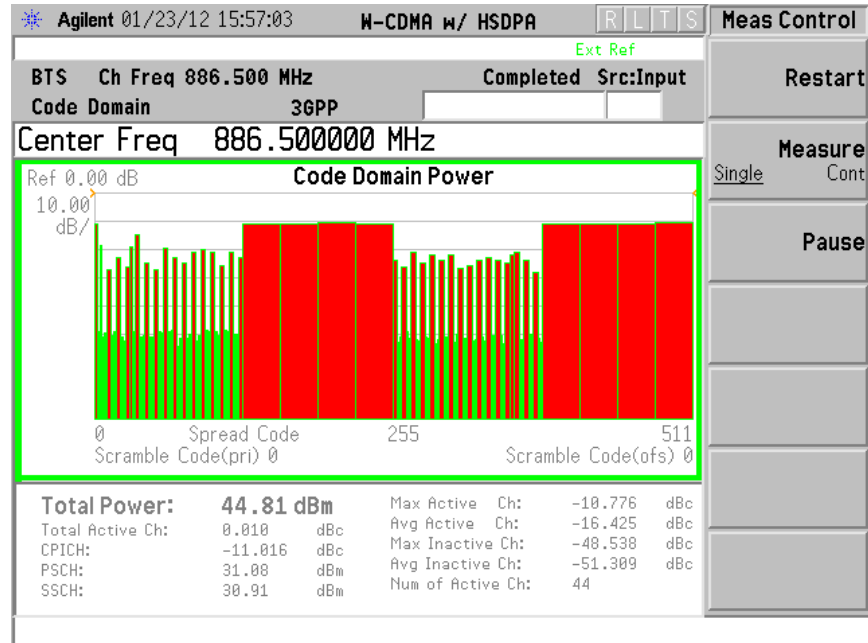 Agilent 01/23/12 15:57:03 W-CDMA w/ HSDPA R L T S Meas Control
Ext Ref
BTS Ch Freq 886.500 MHz Completed Src:Input
Code Domain 3GPP
Restart
Center Freq 886.500000 MHz
Measure
Single Cont
Ref 0.00 dB Code Domain Power
10.00
dB/
Pause
0 Spread Code 255 511
Scramble Code(pri) 0 Scramble Code(ofs) 0
Total Power: 44.81 dBm
Total Active Ch: 0.010 dBc
CPICH: -11.016 dBc
PSCH: 31.08 dBm
SSCH: 30.91 dBm
Max Active Ch: -10.776 dBc
Avg Active Ch: -16.425 dBc
Max Inactive Ch: -48.538 dBc
Avg Inactive Ch: -51.309 dBc
Num of Active Ch: 44